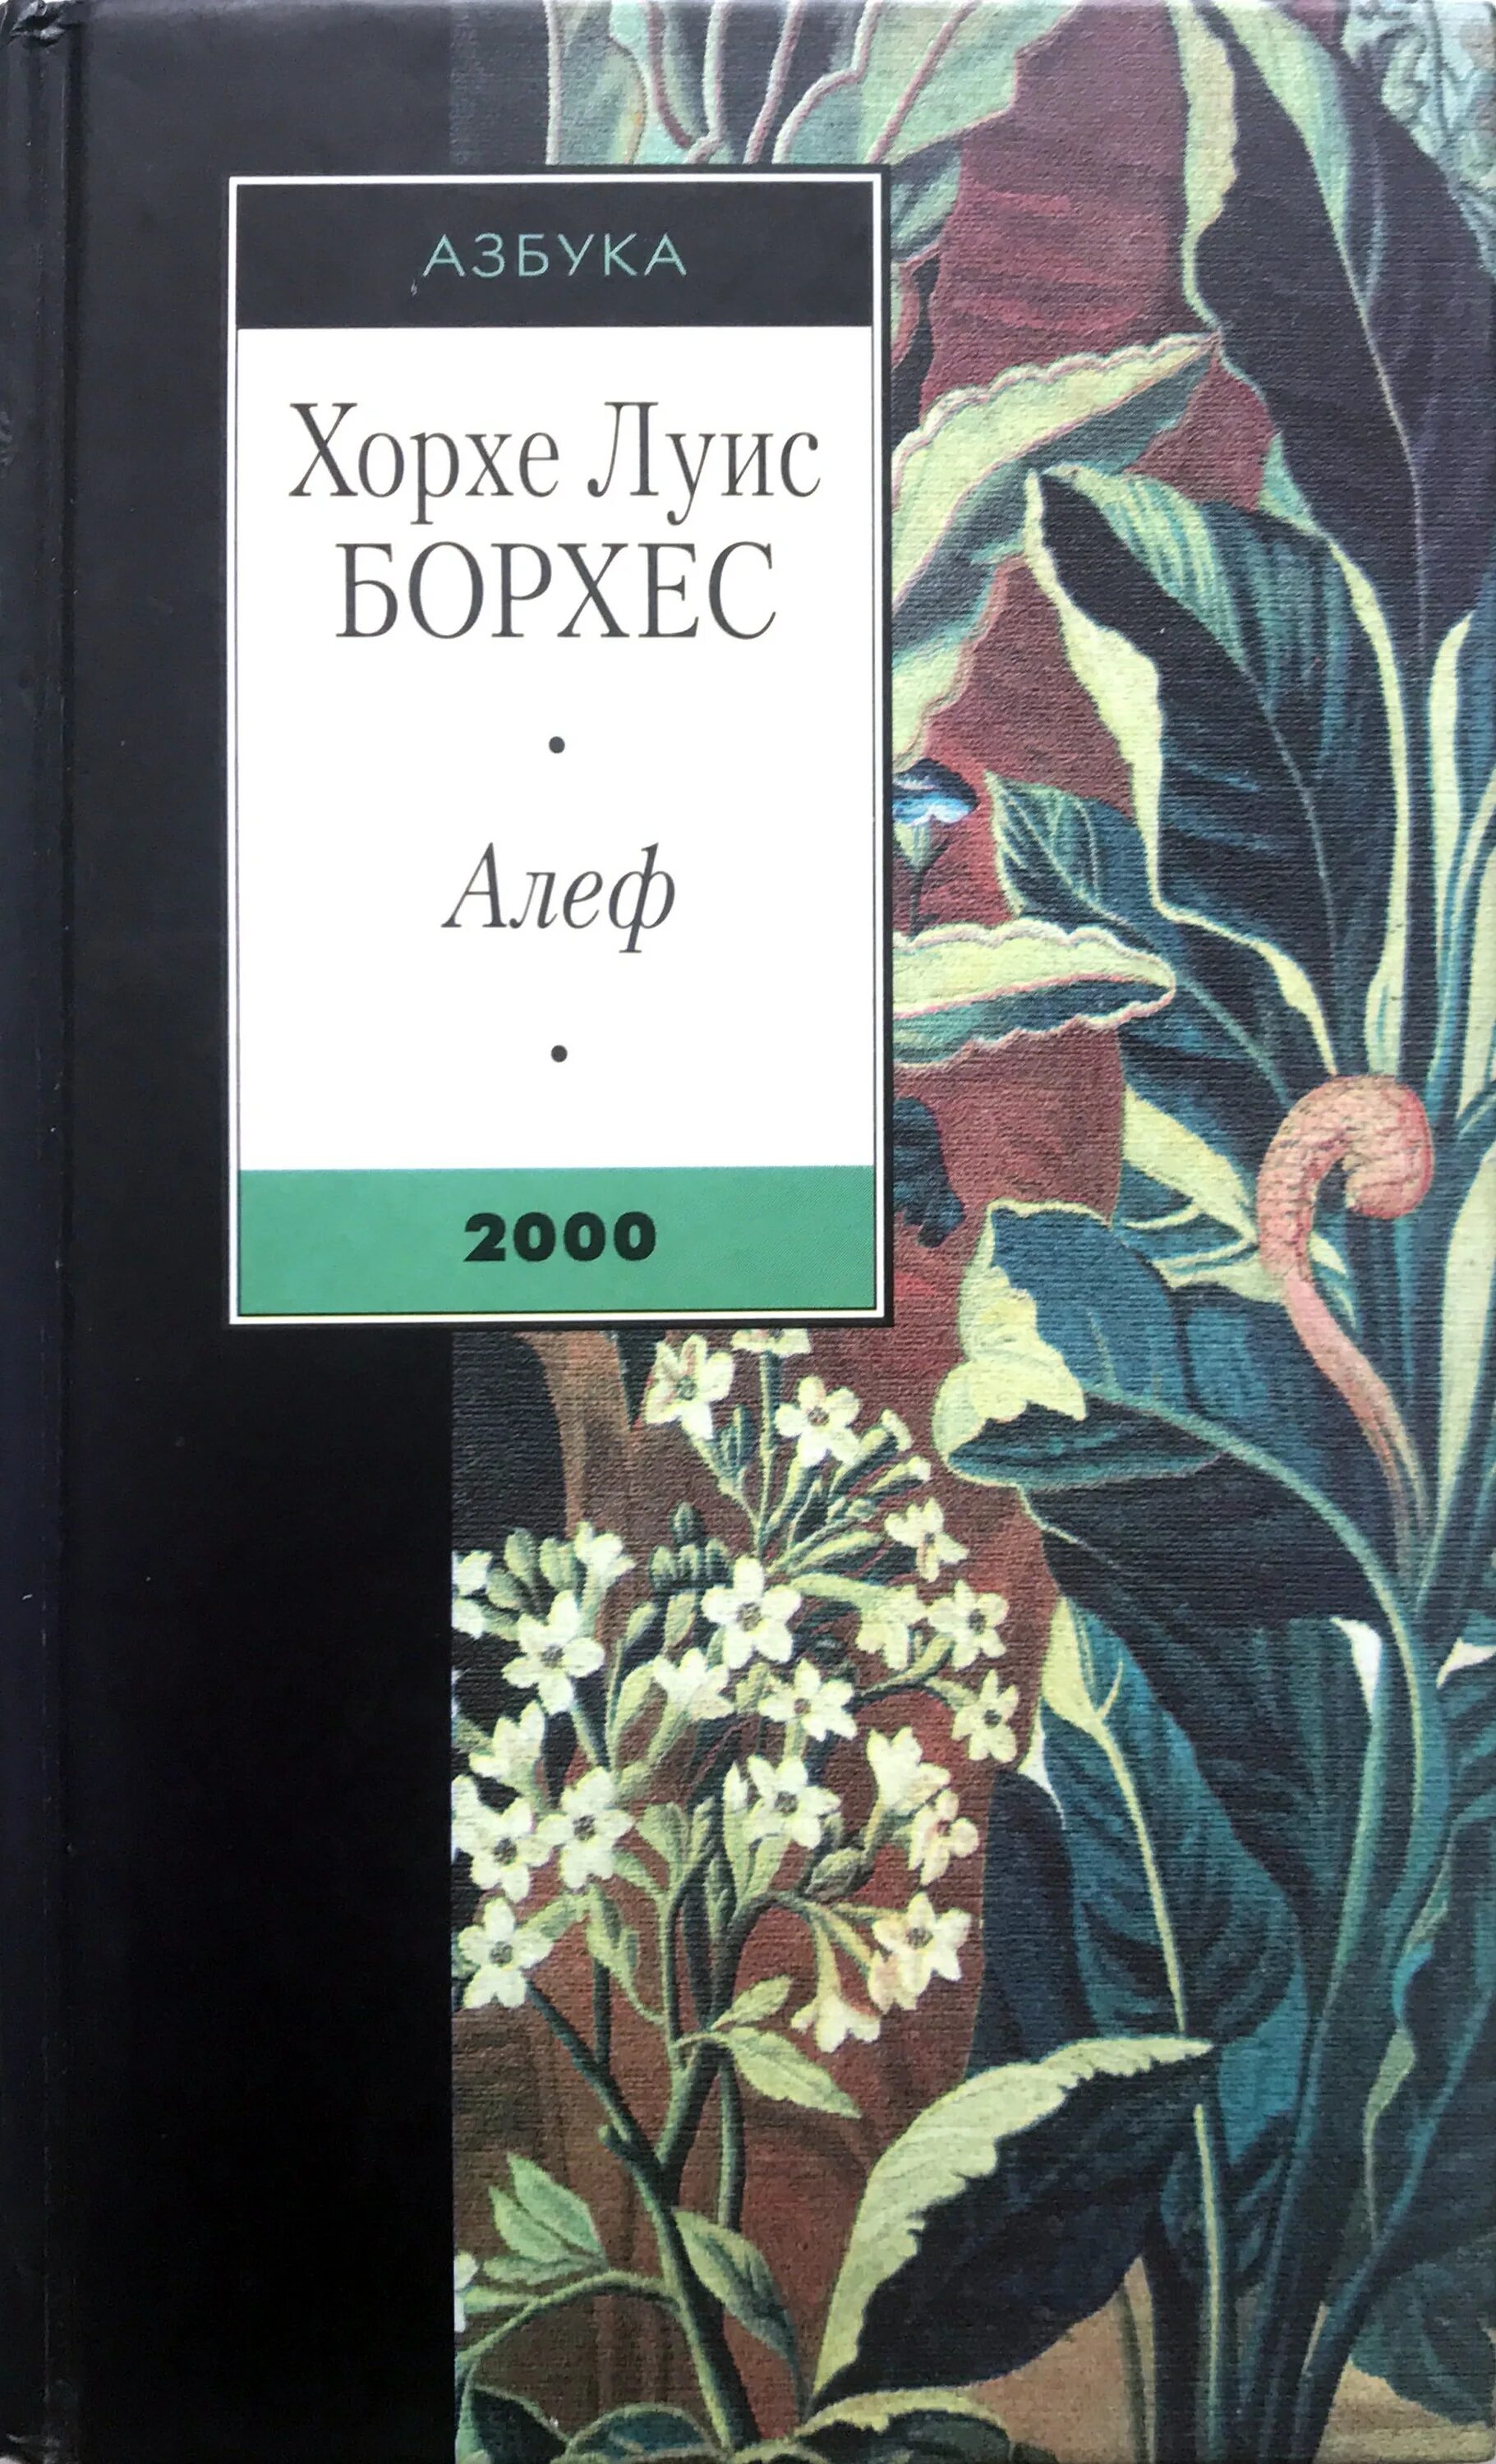 АЗБУКА
Хорхе Луис
БОРХЕС
•
Алеф
•
2000